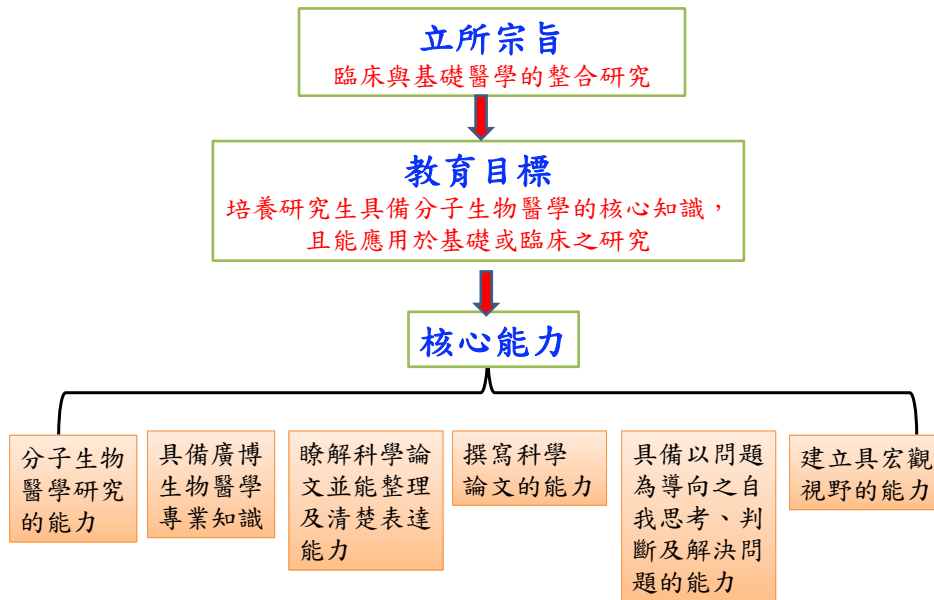 立所宗旨
臨床與基礎醫學的整合研究
教育目標
培養研究生具備分子生物醫學的核心知識，
且能應用於基礎或臨床之研究
核心能力
分子生物
醫學研究
的能力
具備廣博
生物醫學
專業知識
瞭解科學論
文並能整理
及清楚表達
能力
撰寫科學
論文的能力
具備以問題
為導向之自
我思考、判
斷及解決問
題的能力
建立具宏觀
視野的能力